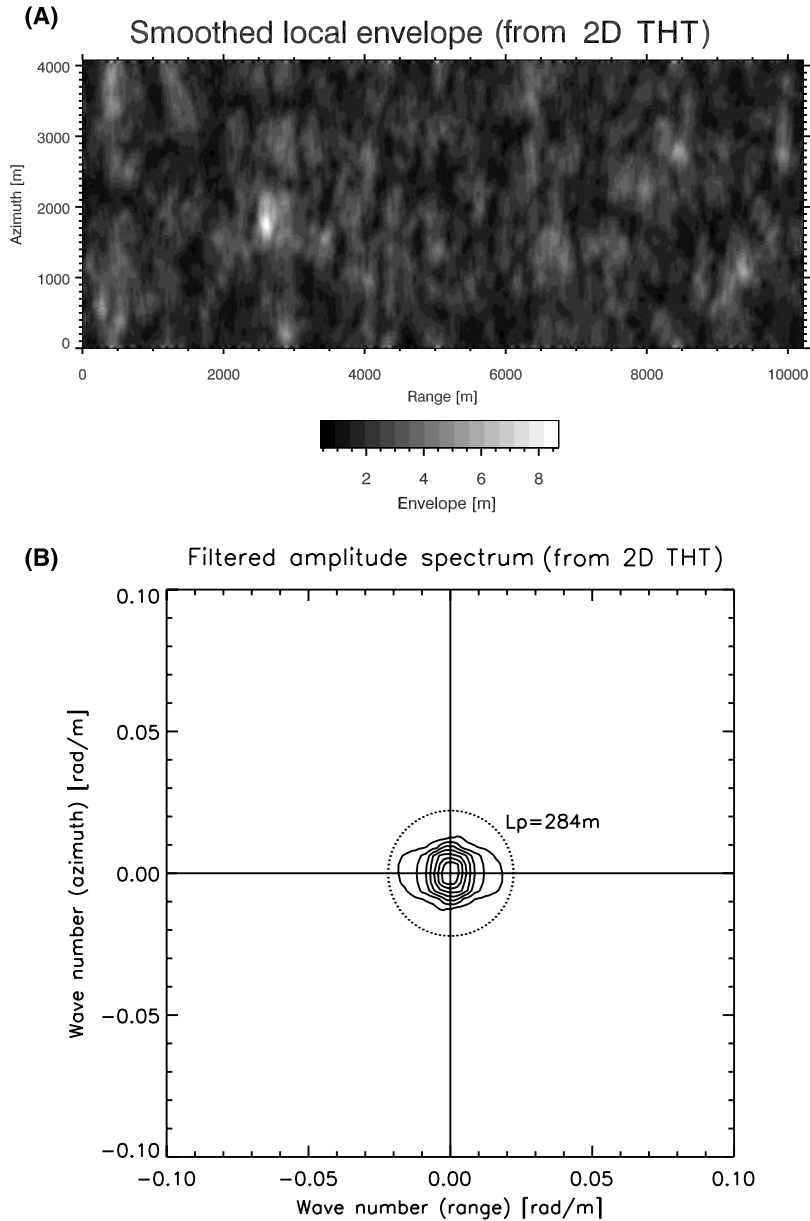 (A)
Smoothed local envelope (from 2D THT)
4000
3000
2000
1000
0
Azimuth [m]
0 2000 4000 6000 8000 10000
Range [m]
2 4 6 8
Envelope [m]
(B)
Filtered amplitude spectrum (from 2D THT)
0.10
0.05
0.00
−0.05
−0.10
Wave number (azimuth) [rad/m]
Lp=284m
−0.10 −0.05 0.00 0.05 0.10
Wave number (range) [rad/m]